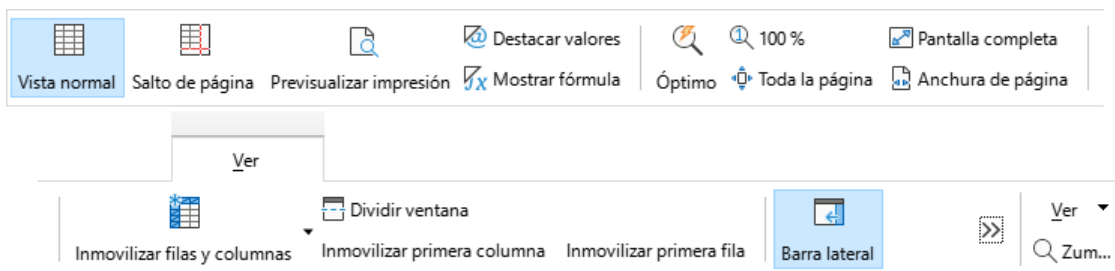 Destacar valores 100 % Pantalla completa
Vista normal Salto de página Previsualizar impresión Mostrar fórmula Óptimo Toda la página Anchura de página
Ver
Dividir ventana Ver
Inmovilizar filas y columnas Inmovilizar primera columna Inmovilizar primera fila Barra lateral Zum...